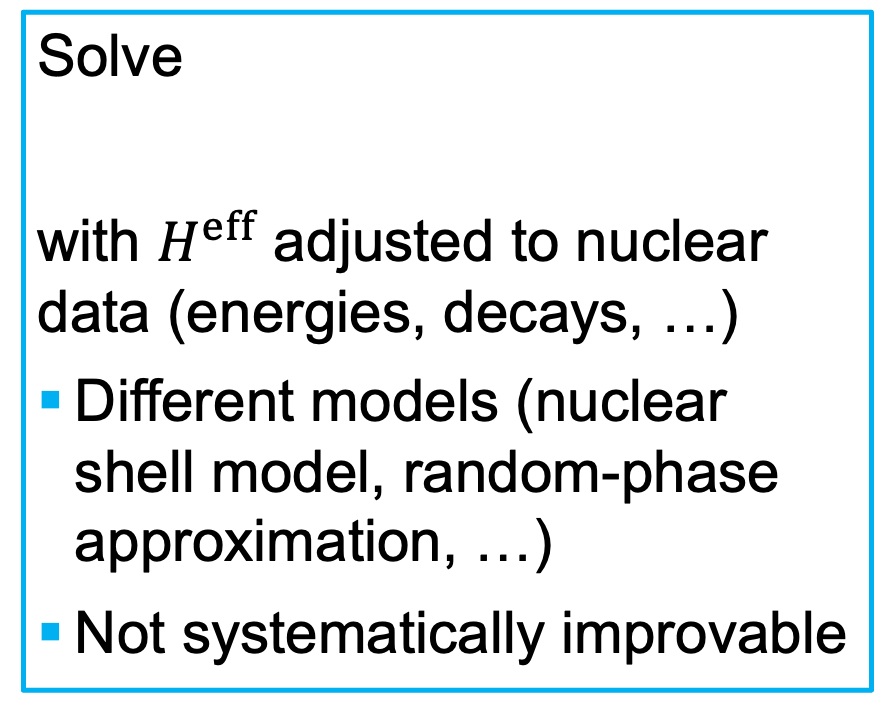 Solve
with H^eff adjusted to nuclear
data (energies, decays, …)
▪ Different models (nuclear
shell model, random-phase
approximation, …)
▪ Not systematically improvable